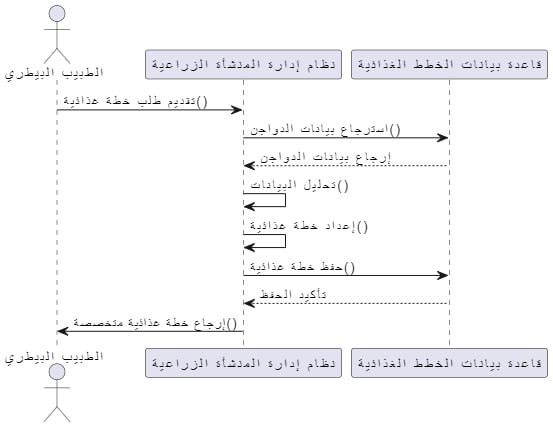 الطبيب البيطري
نظام إدارة المنشأة الزراعية
قاعدة بيانات الخطط الغذائية
تقديم طلب خطة غذائية()
استرجاع بيانات الدواجن()
إرجاع بيانات الدواجن
تحليل البيانات()
إعداد خطة غذائية()
حفظ خطة غذائية()
تأكيد الحفظ
إرجاع خطة غذائية متخصصة()
الطبيب البيطري
نظام إدارة المنشأة الزراعية
قاعدة بيانات الخطط الغذائية